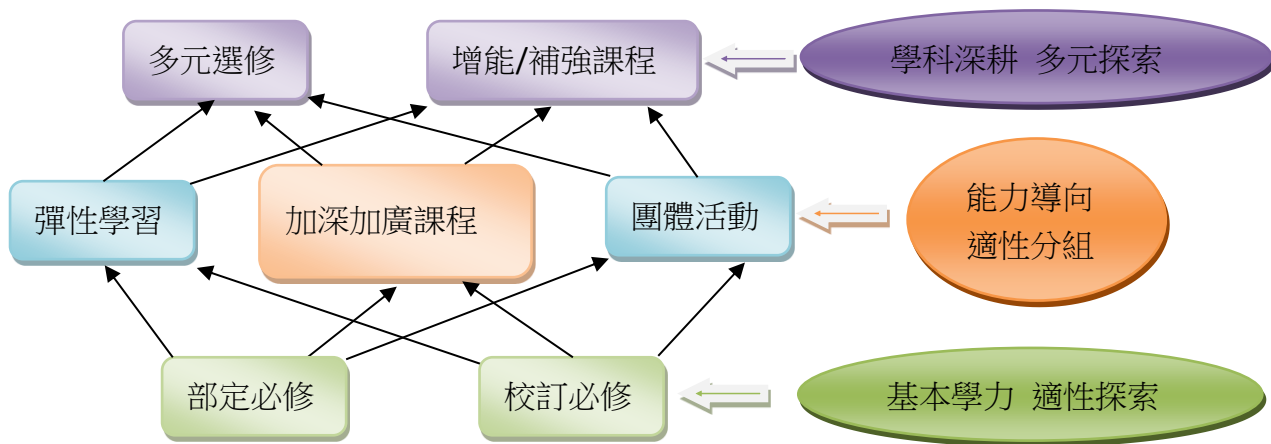 多元選修
增能/補強課程
學科深耕 多元探索
彈性學習
加深加廣課程
團體活動
能力導向
適性分組
部定必修
校訂必修
基本學力 適性探索